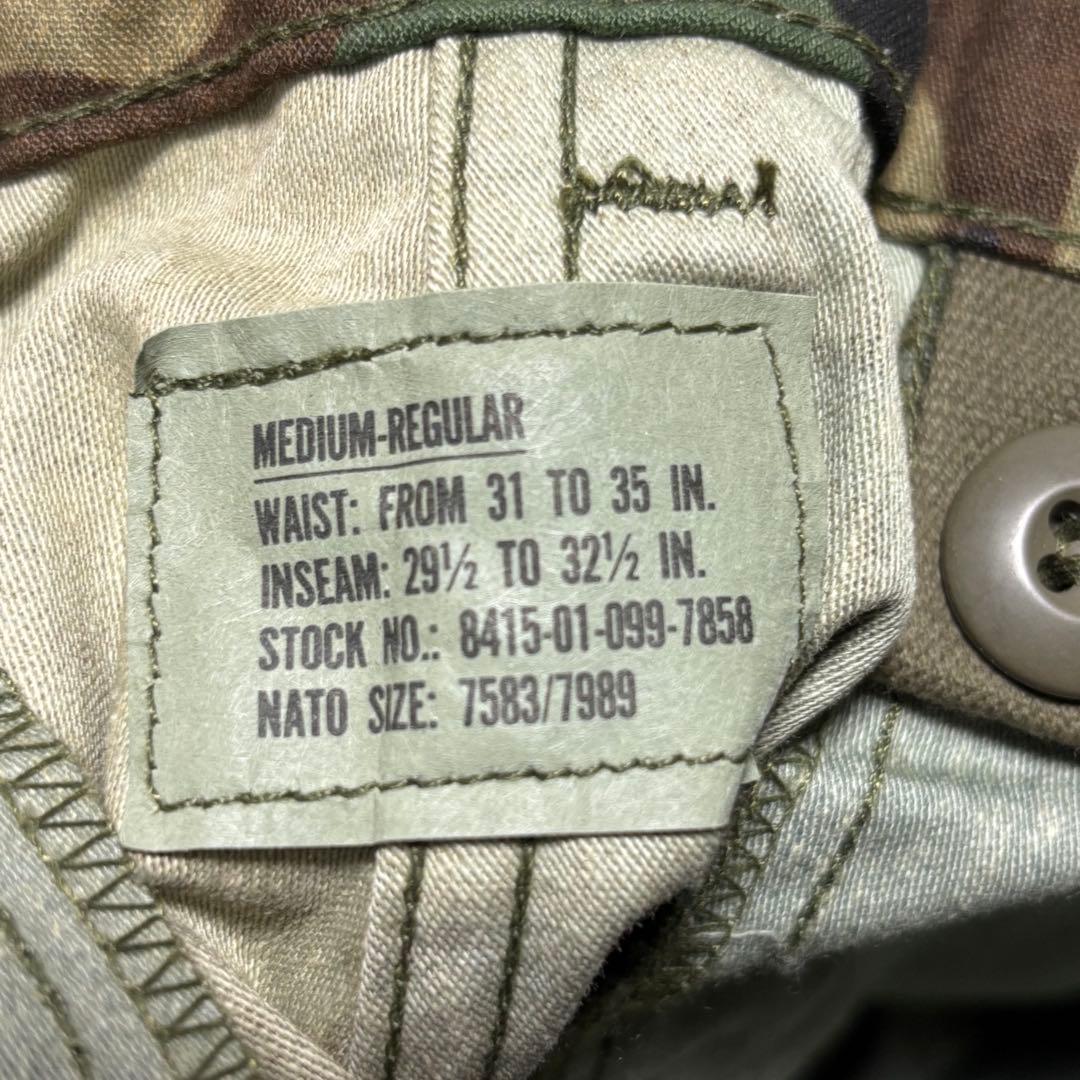 MEDIUM-REGULAR
WAIST: FROM 31 TO 35 IN.
INSEAM: 29½ TO 32½ IN.
STOCK NO.: 8415-01-099-7858
NATO SIZE: 7583/7989